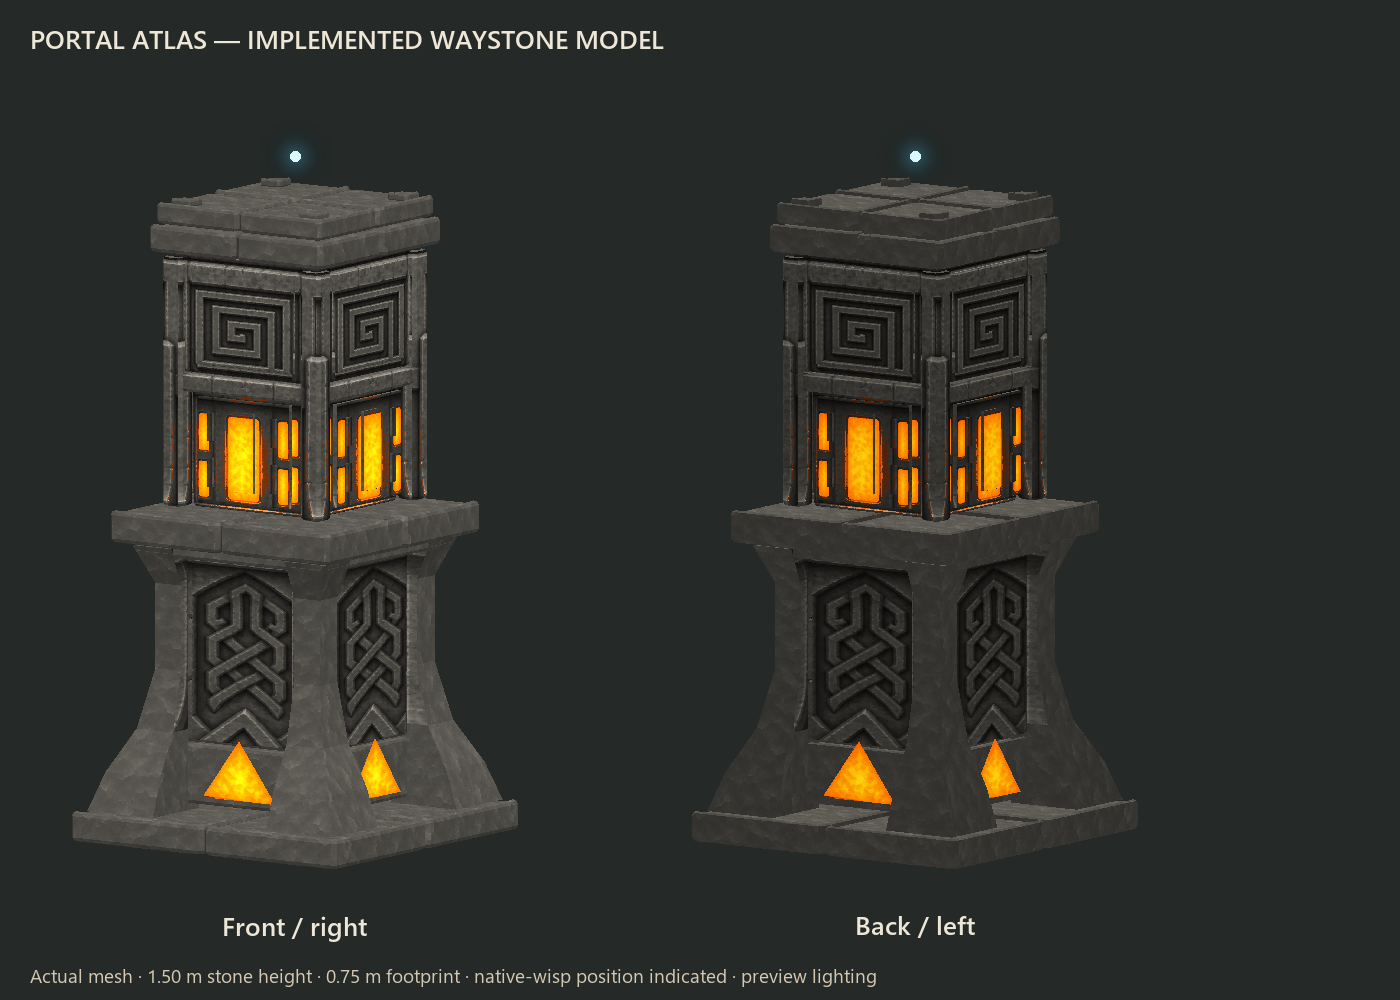 PORTAL ATLAS — IMPLEMENTED WAYSTONE MODEL
Front / right
Back / left
Actual mesh · 1.50 m stone height · 0.75 m footprint · native-wisp position indicated · preview lighting